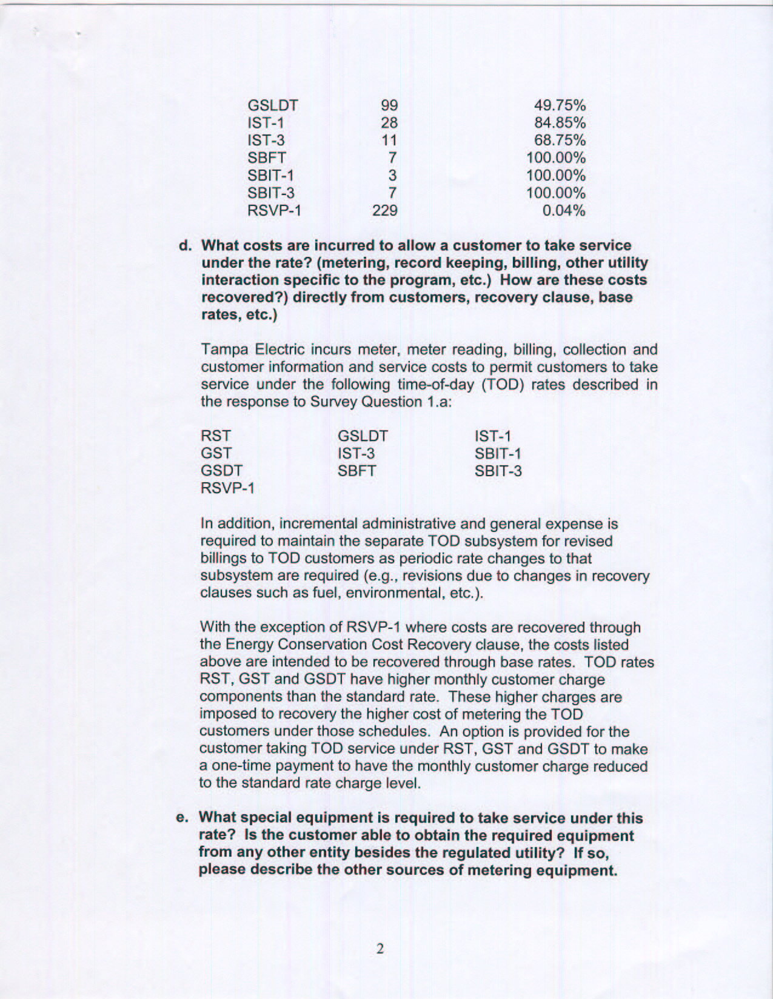 GSLDT 99 49.75%
IST-1 28 84.85%
IST-3 11 68.75%
SBFT 7 100.00%
SBIT-1 3 100.00%
SBIT-3 7 100.00%
RSVP-1 229 0.04%
d. What costs are incurred to allow a customer to take service
under the rate? (metering, record keeping, billing, other utility
interaction specific to the program, etc.) How are these costs
recovered?) directly from customers, recovery clause, base
rates, etc.)
Tampa Electric incurs meter, meter reading, billing, collection and
customer information and service costs to permit customers to take
service under the following time-of-day (TOD) rates described in
the response to Survey Question 1.a:
RST GSLDT IST-1
GST IST-3 SBIT-1
GSDT SBFT SBIT-3
RSVP-1
In addition, incremental administrative and general expense is
required to maintain the separate TOD subsystem for revised
billings to TOD customers as periodic rate changes to that
subsystem are required (e.g., revisions due to changes in recovery
clauses such as fuel, environmental, etc.).
With the exception of RSVP-1 where costs are recovered through
the Energy Conservation Cost Recovery clause, the costs listed
above are intended to be recovered through base rates. TOD rates
RST, GST and GSDT have higher monthly customer charge
components than the standard rate. These higher charges are
imposed to recovery the higher cost of metering the TOD
customers under those schedules. An option is provided for the
customer taking TOD service under RST, GST and GSDT to make
a one-time payment to have the monthly customer charge reduced
to the standard rate charge level.
e. What special equipment is required to take service under this
rate? Is the customer able to obtain the required equipment
from any other entity besides the regulated utility? If so,
please describe the other sources of metering equipment.
2